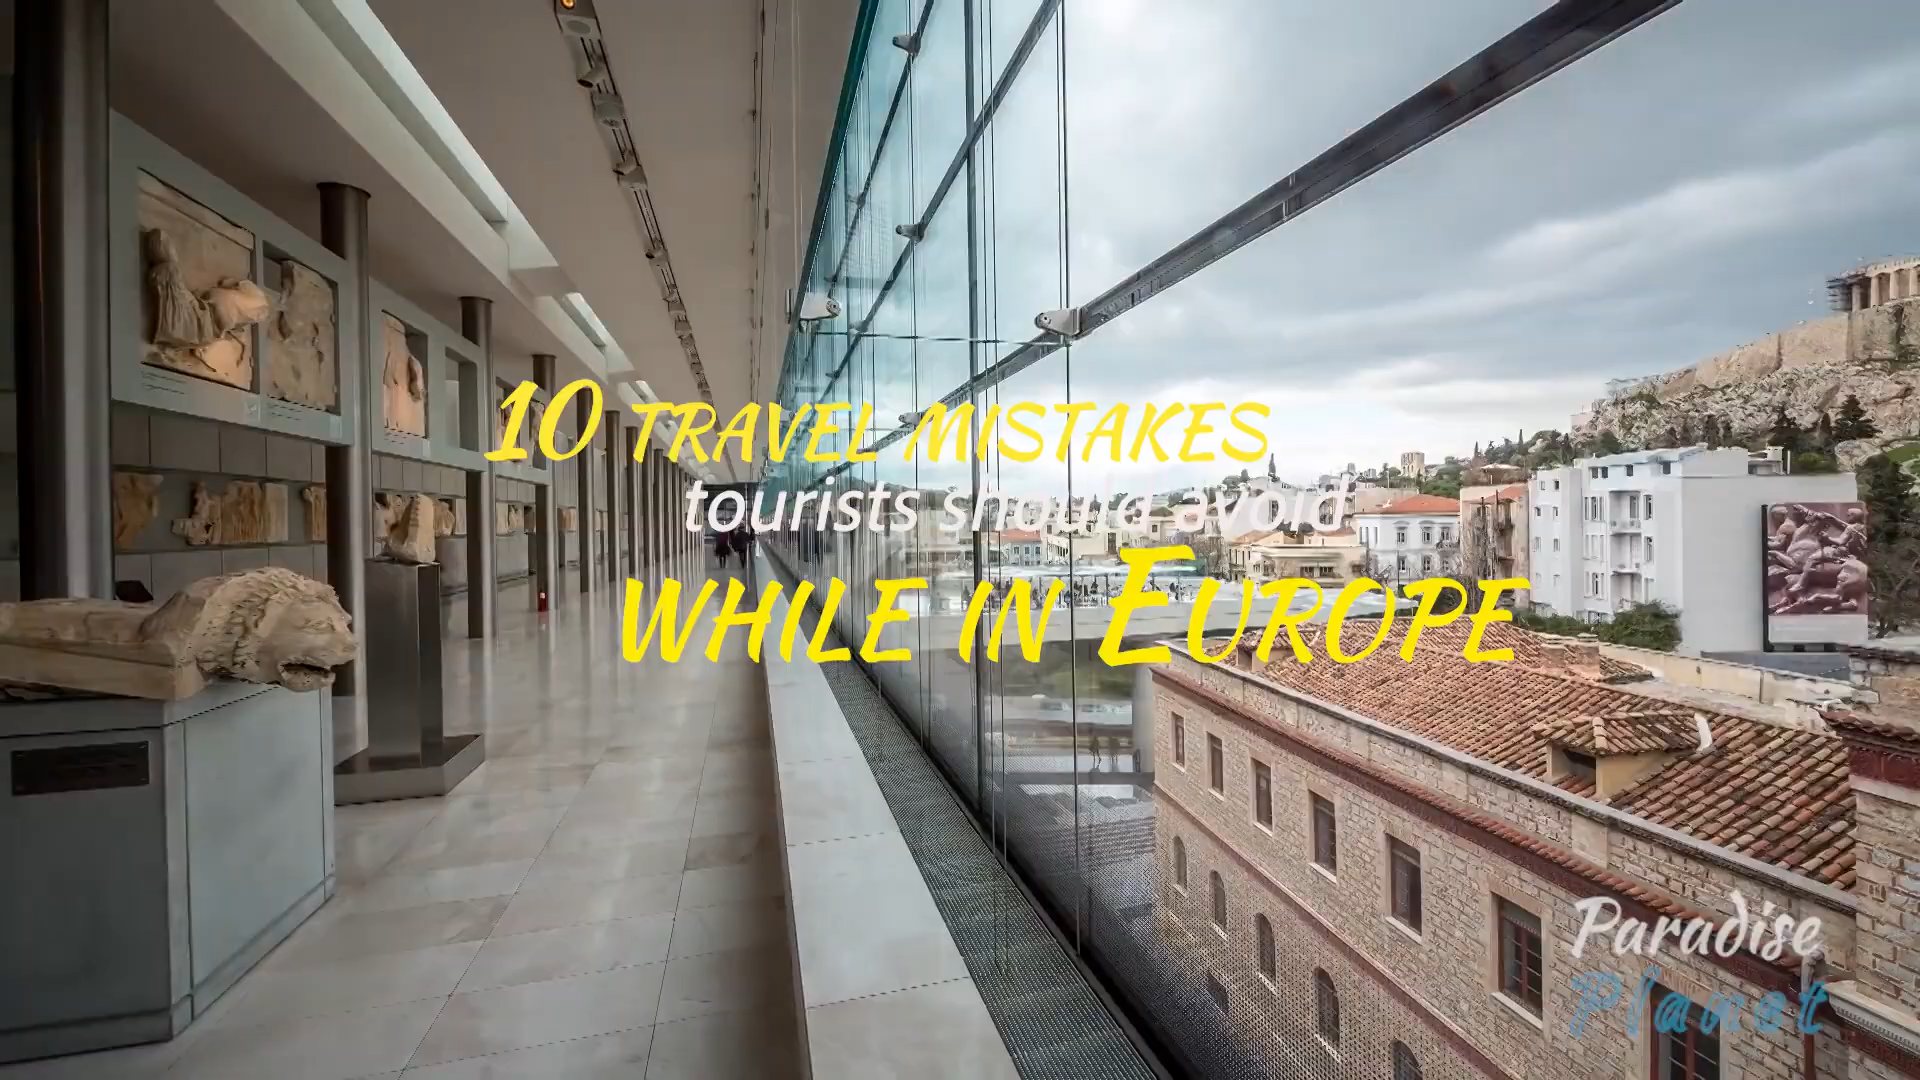 10 TRAVEL MISTAKES
tourists should avoid
WHILE IN EUROPE
Paradise
Planet